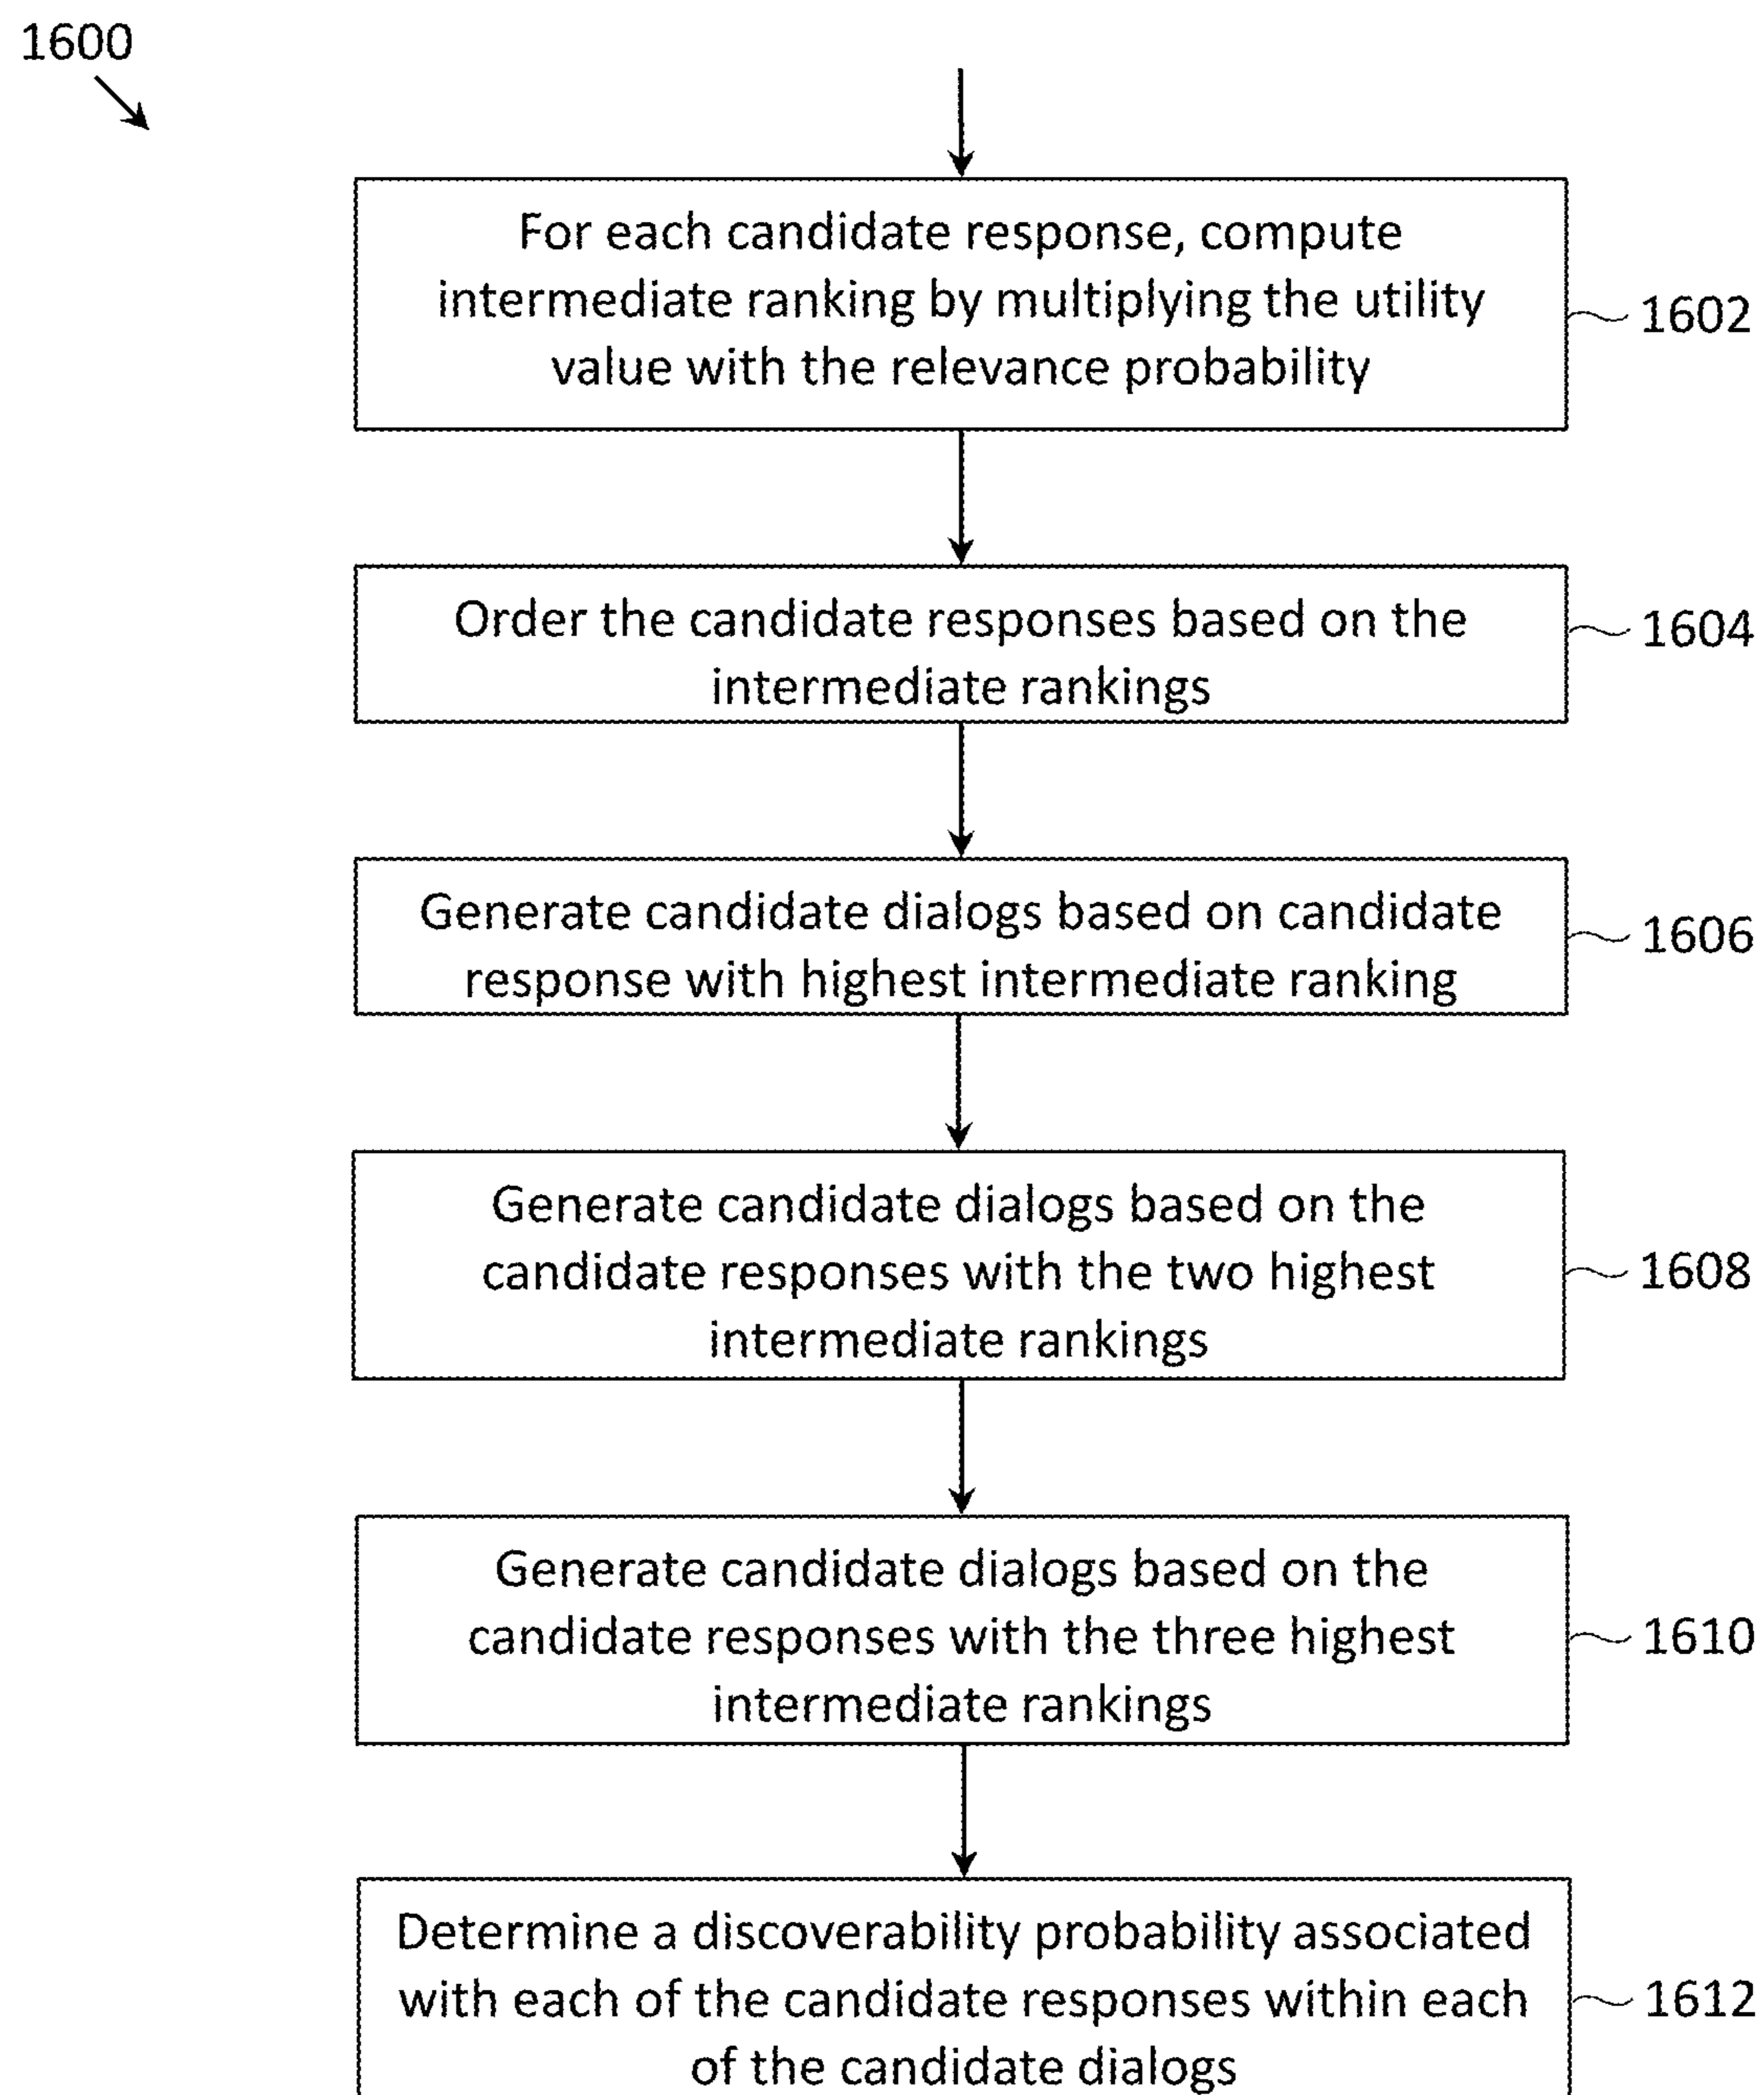 1600
For each candidate response, compute
intermediate ranking by multiplying the utility
value with the relevance probability
1602
Order the candidate responses based on the
intermediate rankings
1604
Generate candidate dialogs based on candidate
response with highest intermediate ranking
1606
Generate candidate dialogs based on the
candidate responses with the two highest
intermediate rankings
1608
Generate candidate dialogs based on the
candidate responses with the three highest
intermediate rankings
1610
Determine a discoverability probability associated
with each of the candidate responses within each
of the candidate dialogs
1612